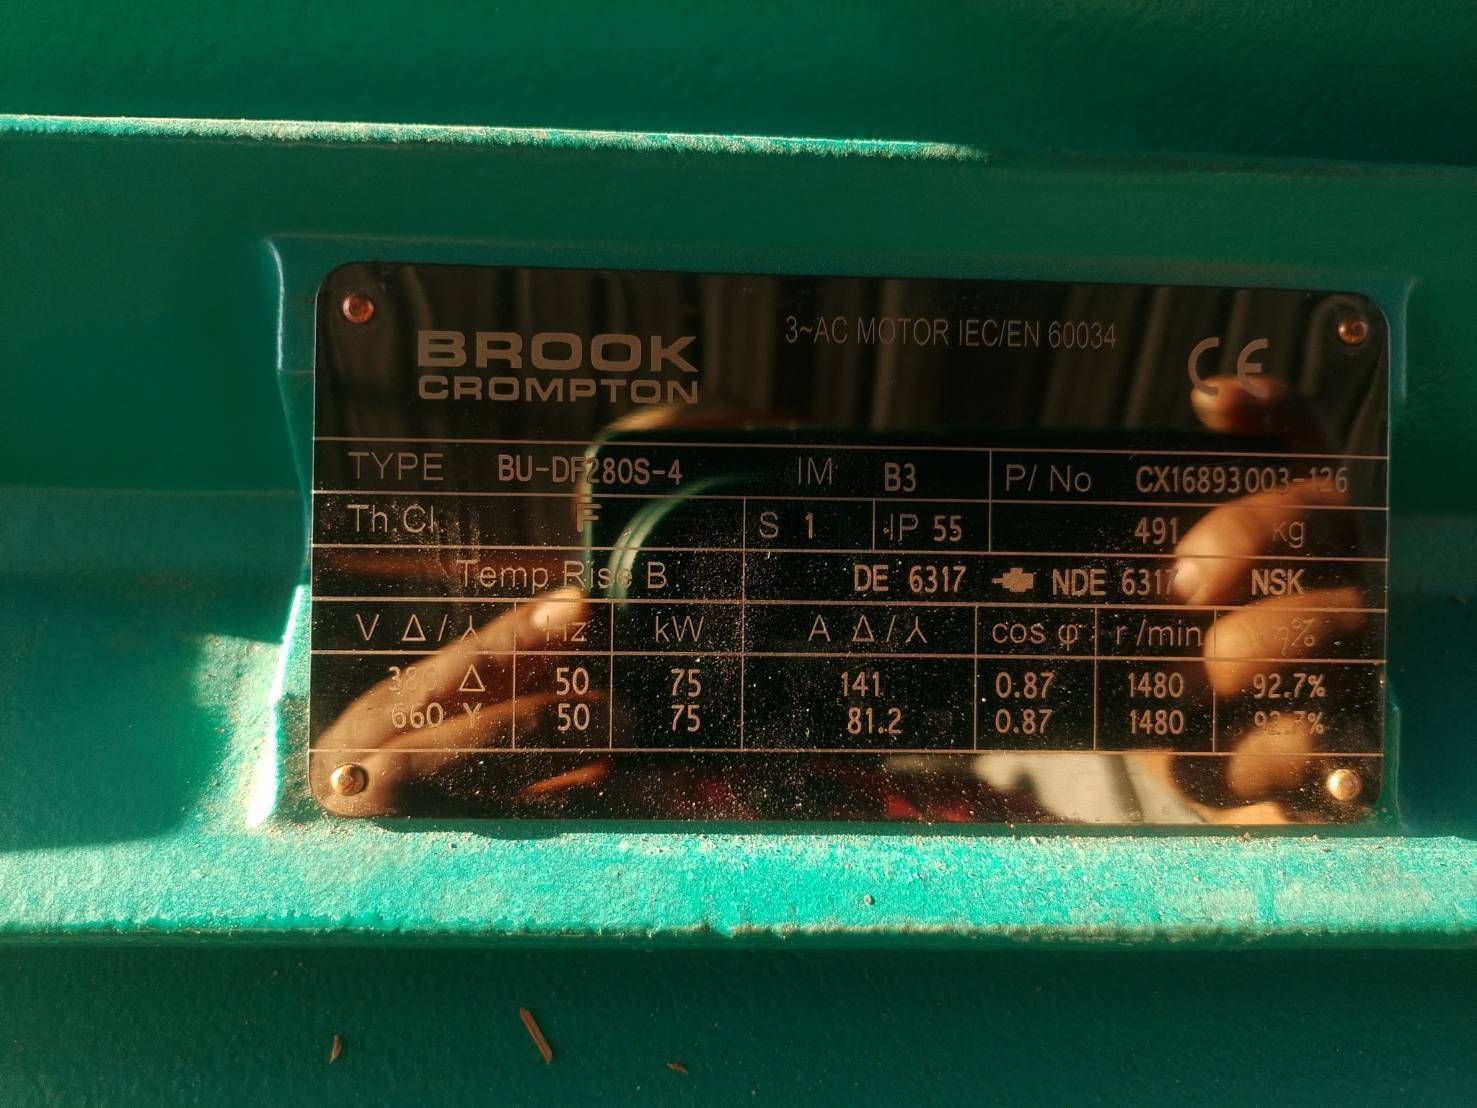 BROOK
CROMPTON
3~AC MOTOR IEC/EN 60034
CE
TYPE BU-DF280S-4 IM B3 P/No CX16893003-126
Th.Cl F S 1 IP 55 491 kg
Temp Rise B DE 6317 NDE 6317 NSK
V Δ/⅄ Hz kW A Δ/⅄ cos φ r/min %
380 Δ 50 75 141 0.87 1480 92.7%
660 Y 50 75 81.2 0.87 1480 92.7%